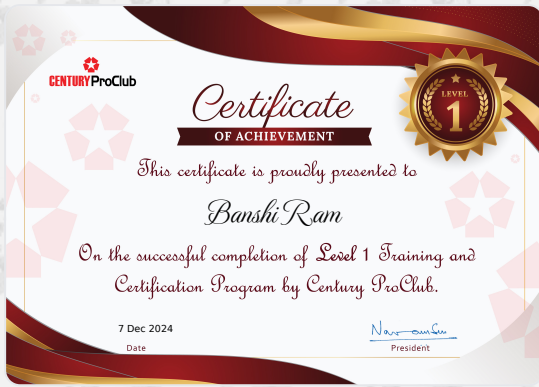 CENTURY ProClub
Certificate
OF ACHIEVEMENT
LEVEL
1
This certificate is proudly presented to
Banshi Ram
On the successful completion of Level 1 Training and
Certification Program by Century ProClub.
7 Dec 2024
Date
President